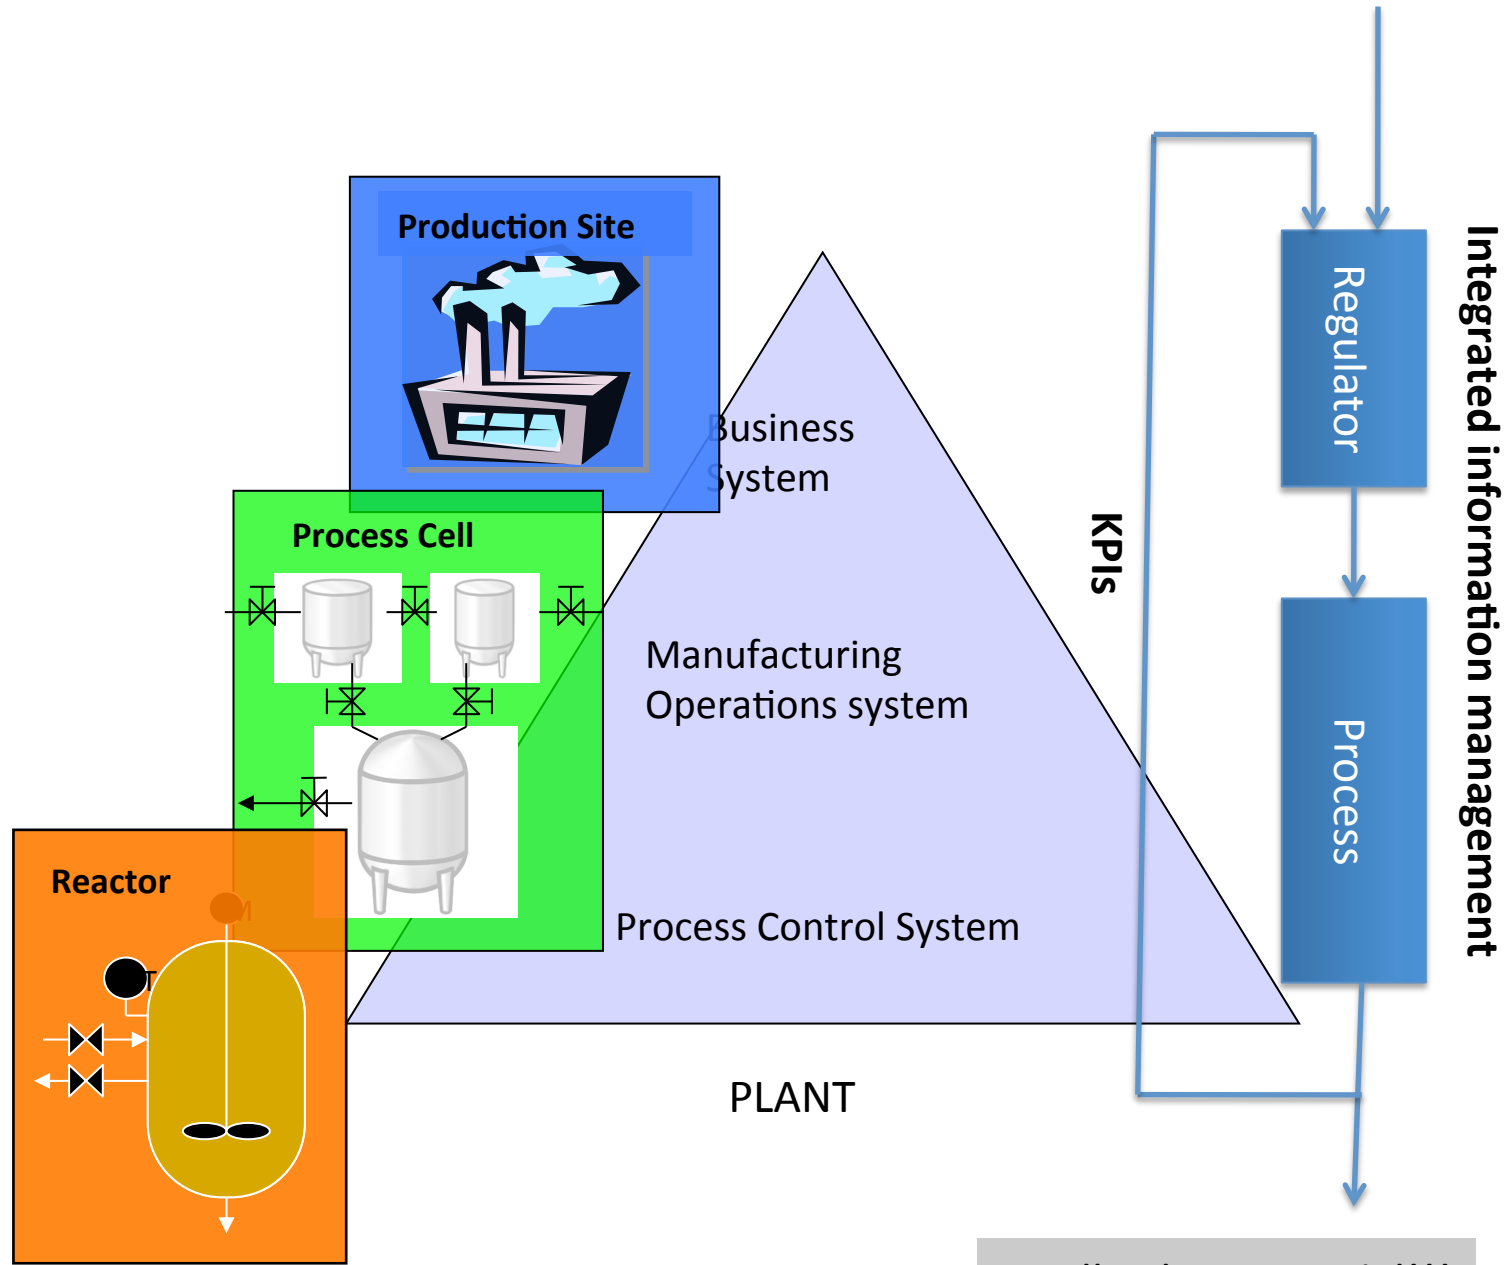 Production Site
Business
System
Process Cell
Manufacturing
Operations system
Reactor
M
T
Process Control System
PLANT
KPIs
Regulator
Process
Integrated information management